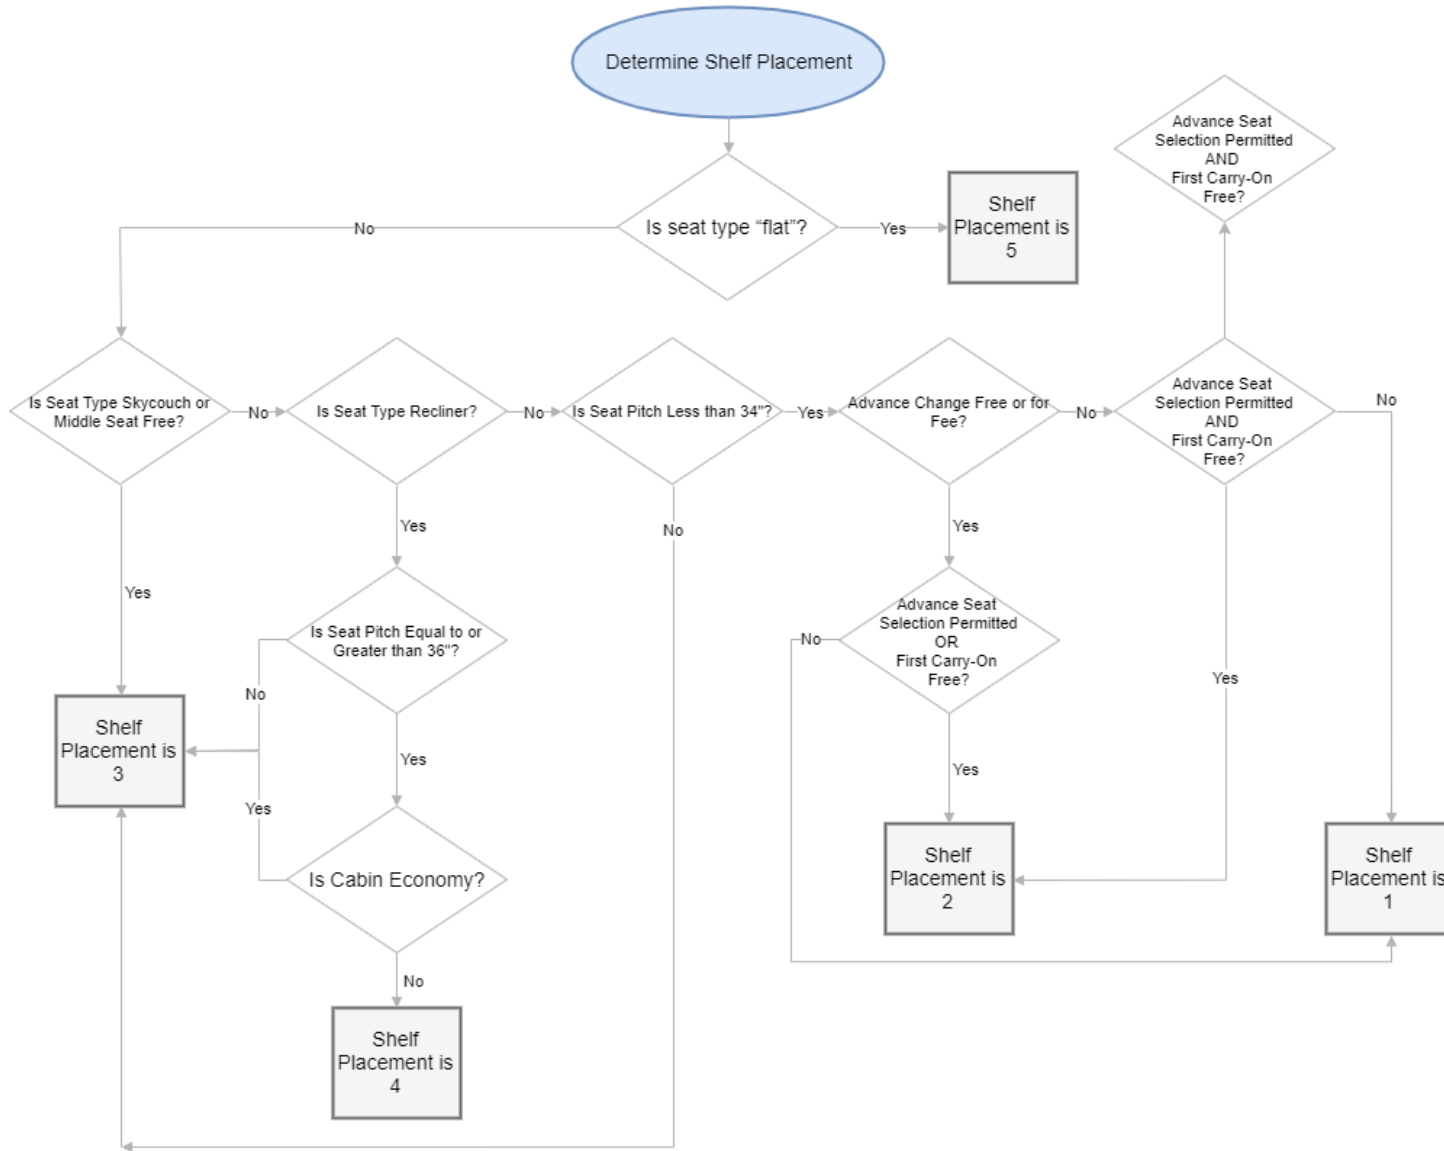 Determine Shelf Placement
Advance Seat
Selection Permitted
AND
First Carry-On
Free?
Is seat type “flat”?
No
Yes
Shelf
Placement is
5
Is Seat Type Skycouch or
Middle Seat Free?
No
Is Seat Type Recliner?
No
Is Seat Pitch Less than 34"?
Yes
Advance Change Free or for
Fee?
No
Advance Seat
Selection Permitted
AND
First Carry-On
Free?
No
Yes
Yes
No
Yes
Is Seat Pitch Equal to or
Greater than 36"?
No
Yes
Advance Seat
Selection Permitted
OR
First Carry-On
Free?
No
Yes
Yes
Shelf
Placement is
3
Yes
Is Cabin Economy?
No
Shelf
Placement is
4
Shelf
Placement is
2
Shelf
Placement is
1